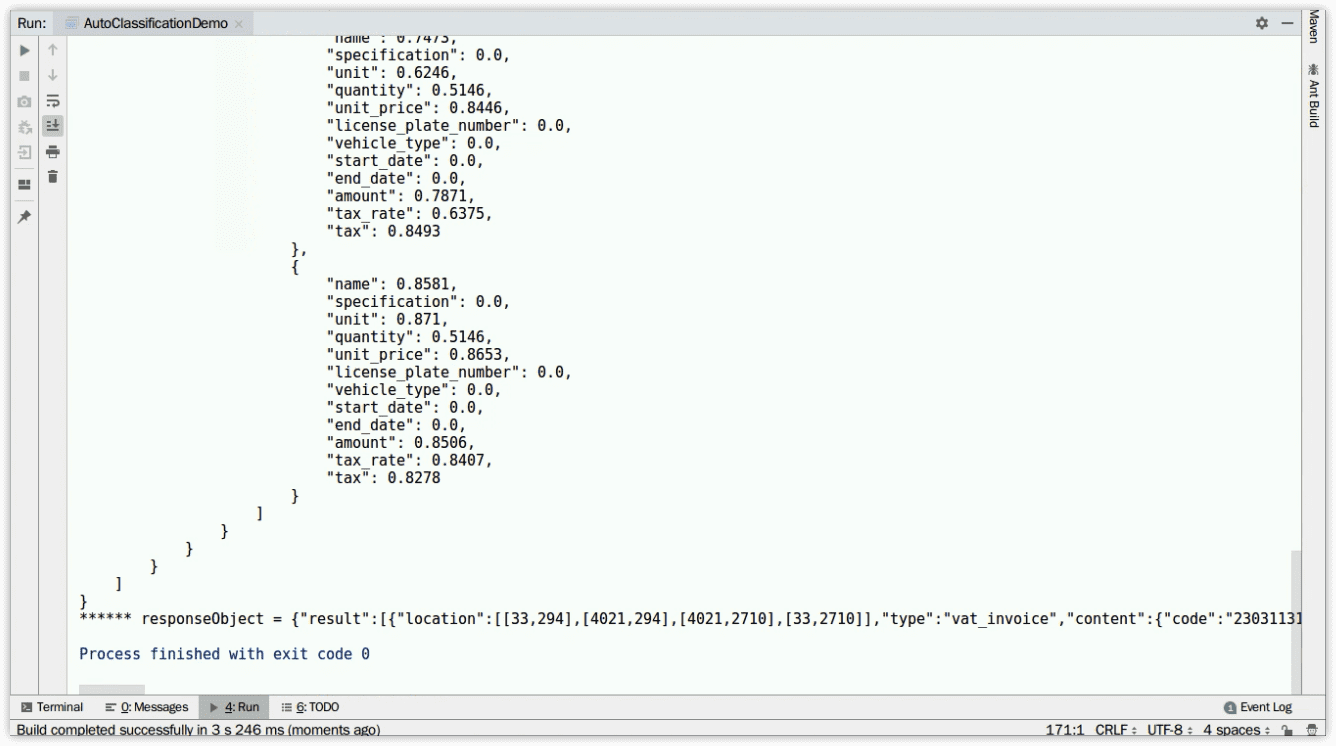 Run: AutoClassificationDemo ×
Maven
Ant Build
"name": 0.7473,
"specification": 0.0,
"unit": 0.6246,
"quantity": 0.5146,
"unit_price": 0.8446,
"license_plate_number": 0.0,
"vehicle_type": 0.0,
"start_date": 0.0,
"end_date": 0.0,
"amount": 0.7871,
"tax_rate": 0.6375,
"tax": 0.8493
},
{
"name": 0.8581,
"specification": 0.0,
"unit": 0.871,
"quantity": 0.5146,
"unit_price": 0.8653,
"license_plate_number": 0.0,
"vehicle_type": 0.0,
"start_date": 0.0,
"end_date": 0.0,
"amount": 0.8506,
"tax_rate": 0.8407,
"tax": 0.8278
}
]
}
}
}
]
}
****** responseObject = {"result":[{"location":[[33,294],[4021,294],[4021,2710],[33,2710]],"type":"vat_invoice","content":{"code":"23031131
Process finished with exit code 0
Terminal 0: Messages 4: Run 6: TODO 1 Event Log
Build completed successfully in 3 s 246 ms (moments ago) 171:1 CRLF UTF-8 4 spaces